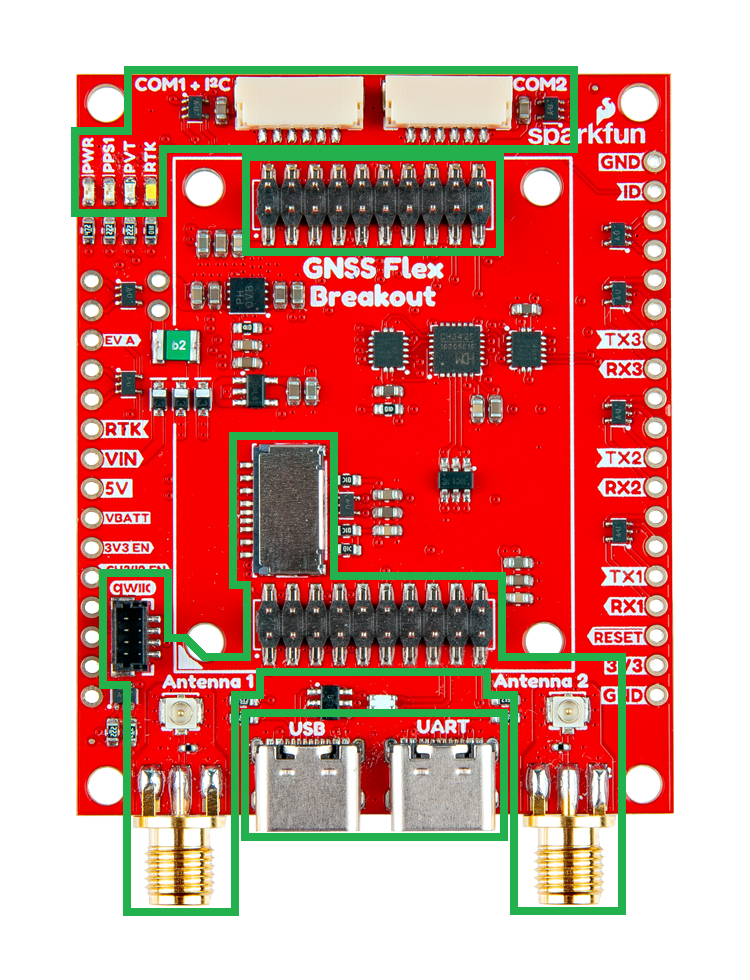 COM1 + I²C
COM2
sparkfun
PWR
PPS1
PVT
RTK
GND
ID
GNSS Flex
Breakout
EV A
b2
TX3
RX3
RTK
VIN
TX2
5V
RX2
VBATT
3V3 EN
TX1
qwiic
RX1
RESET
3V3
Antenna 1
Antenna 2
GND
USB
UART